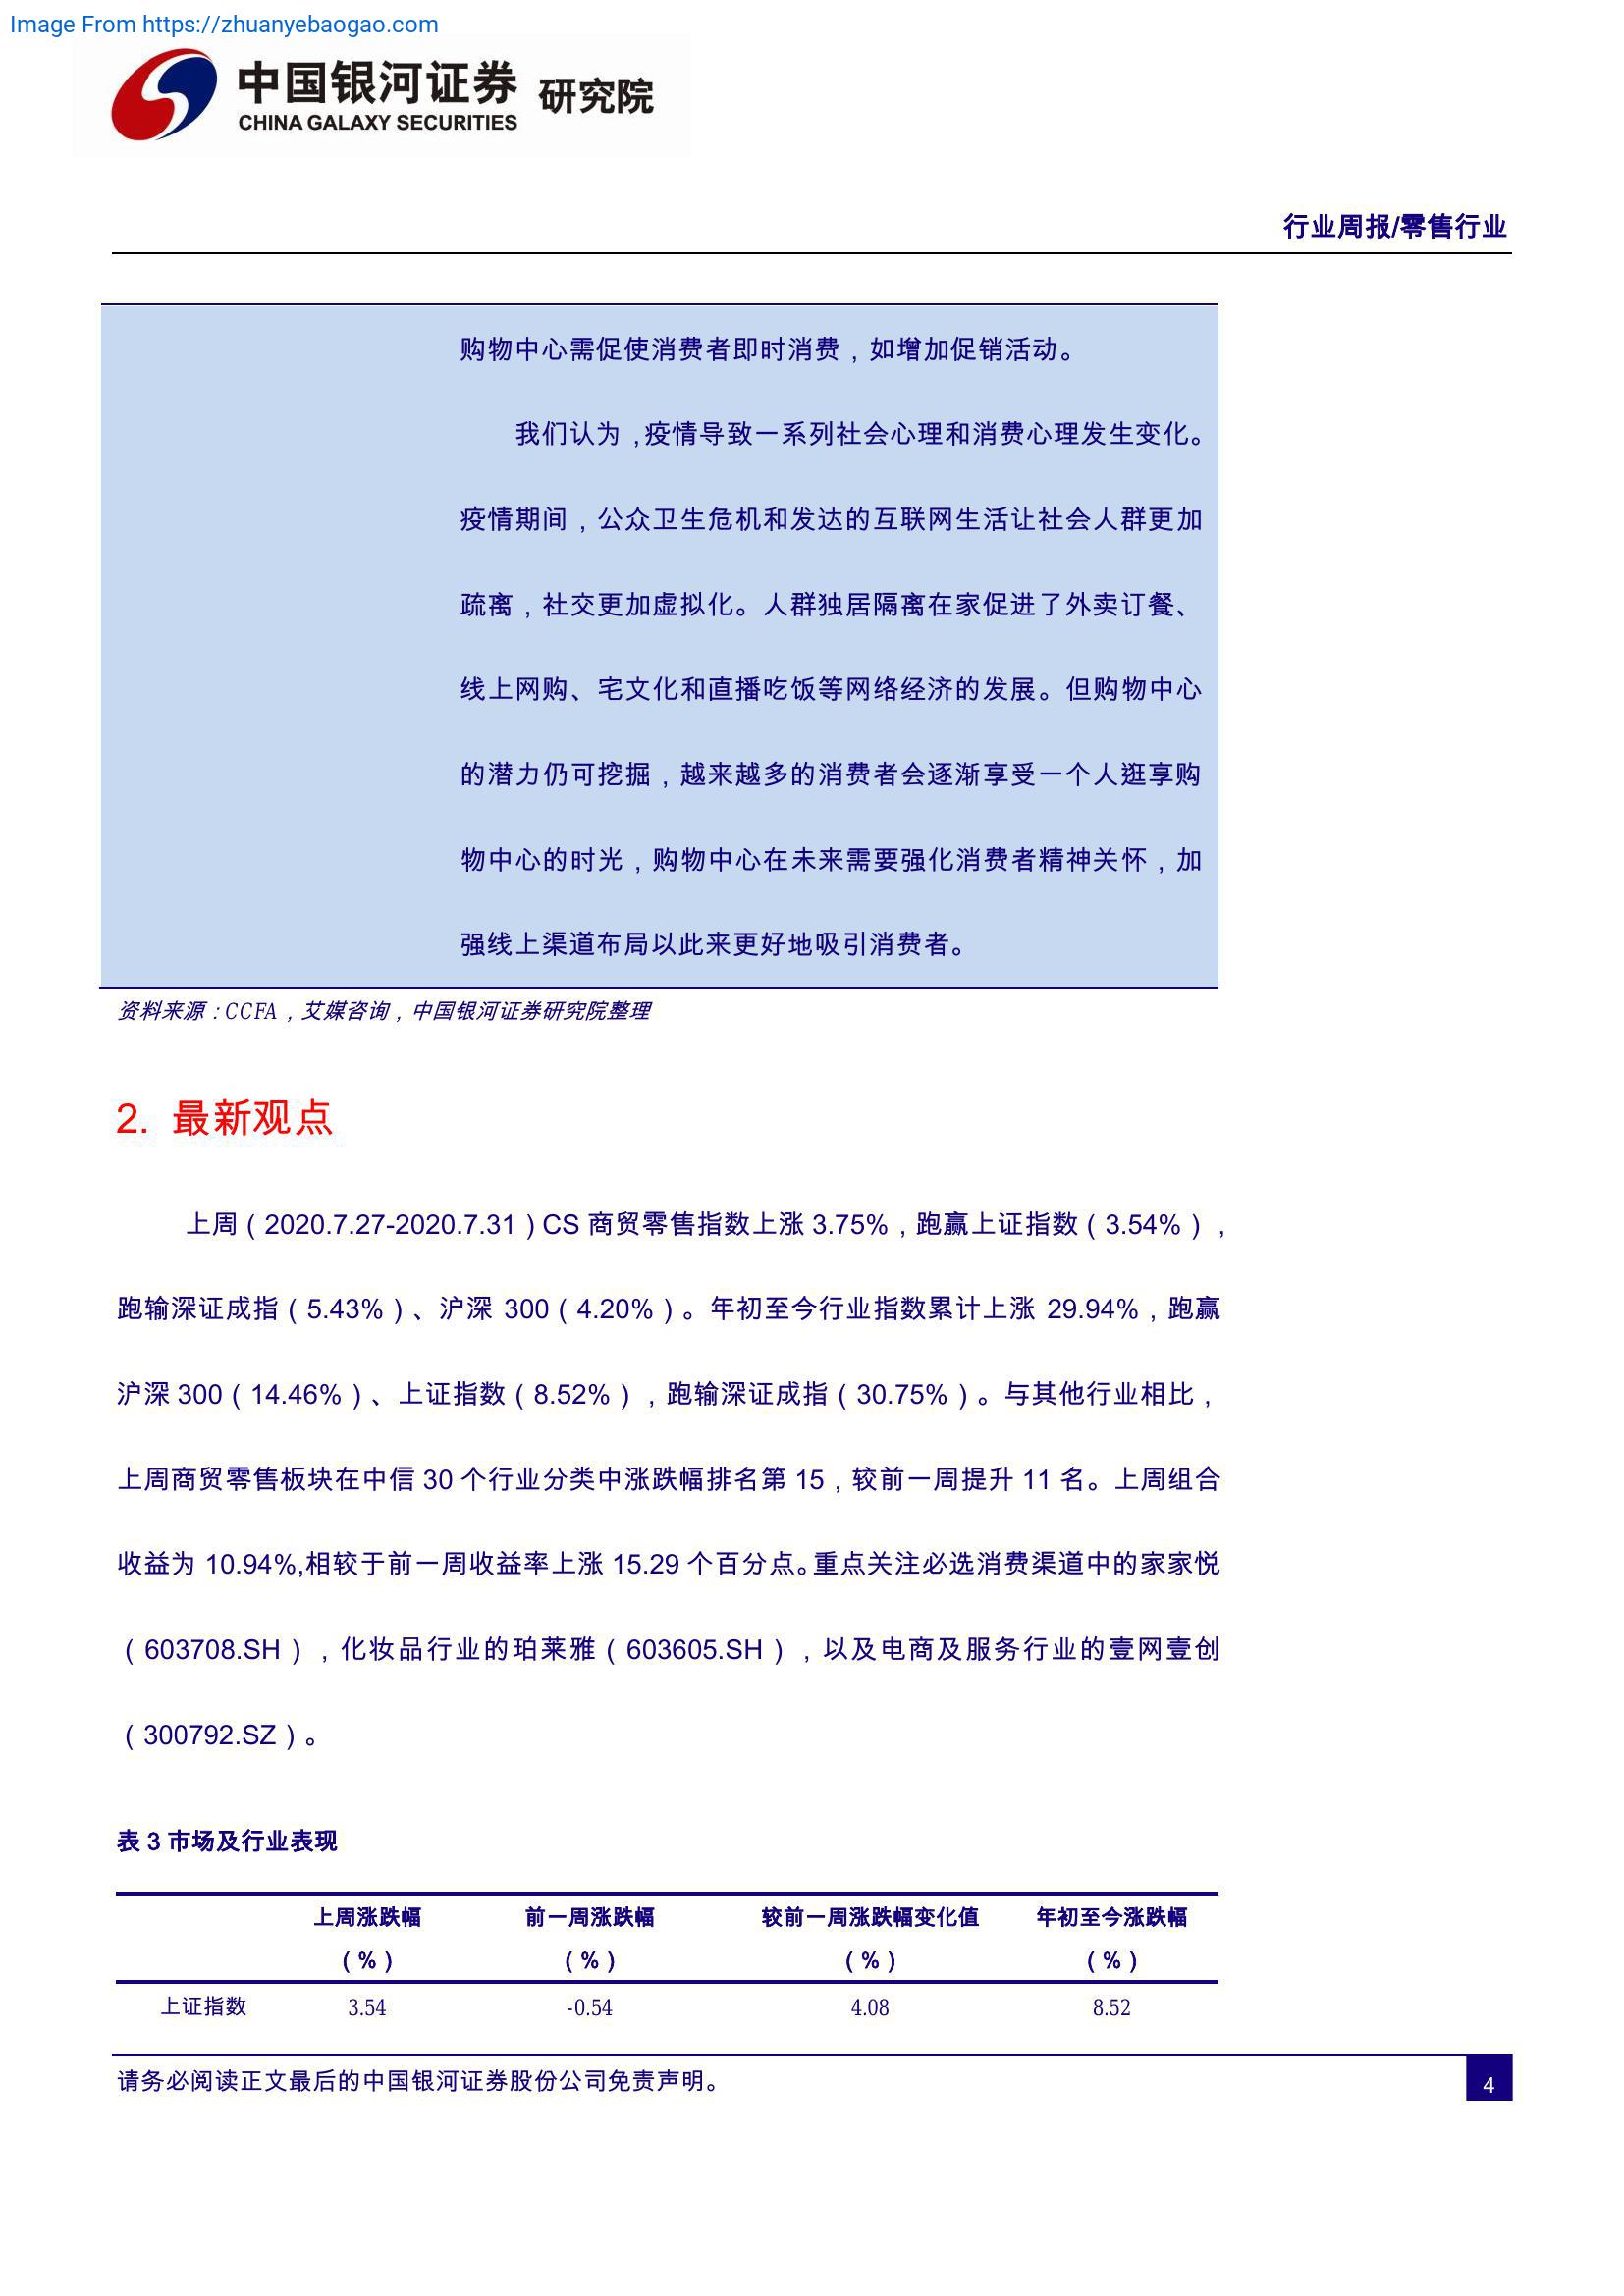 Image From https://zhuanyebaogao.com
中国银河证券 研究院
CHINA GALAXY SECURITIES
行业周报/零售行业
购物中心需促使消费者即时消费，如增加促销活动。
我们认为，疫情导致一系列社会心理和消费心理发生变化。
疫情期间，公众卫生危机和发达的互联网生活让社会人群更加
疏离，社交更加虚拟化。人群独居隔离在家促进了外卖订餐、
线上网购、宅文化和直播吃饭等网络经济的发展。但购物中心
的潜力仍可挖掘，越来越多的消费者会逐渐享受一个人逛享购
物中心的时光，购物中心在未来需要强化消费者精神关怀，加
强线上渠道布局以此来更好地吸引消费者。
资料来源：CCFA，艾媒咨询，中国银河证券研究院整理
2. 最新观点
上周（2020.7.27-2020.7.31）CS 商贸零售指数上涨 3.75%，跑赢上证指数（3.54%），
跑输深证成指（5.43%）、沪深 300（4.20%）。年初至今行业指数累计上涨 29.94%，跑赢
沪深 300（14.46%）、上证指数（8.52%），跑输深证成指（30.75%）。与其他行业相比，
上周商贸零售板块在中信 30 个行业分类中涨跌幅排名第 15，较前一周提升 11 名。上周组合
收益为 10.94%,相较于前一周收益率上涨 15.29 个百分点。重点关注必选消费渠道中的家家悦
（603708.SH），化妆品行业的珀莱雅（603605.SH），以及电商及服务行业的壹网壹创
（300792.SZ）。
表 3 市场及行业表现
上周涨跌幅 前一周涨跌幅 较前一周涨跌幅变化值 年初至今涨跌幅
（%） （%） （%） （%）
上证指数 3.54 -0.54 4.08 8.52
请务必阅读正文最后的中国银河证券股份公司免责声明。 4